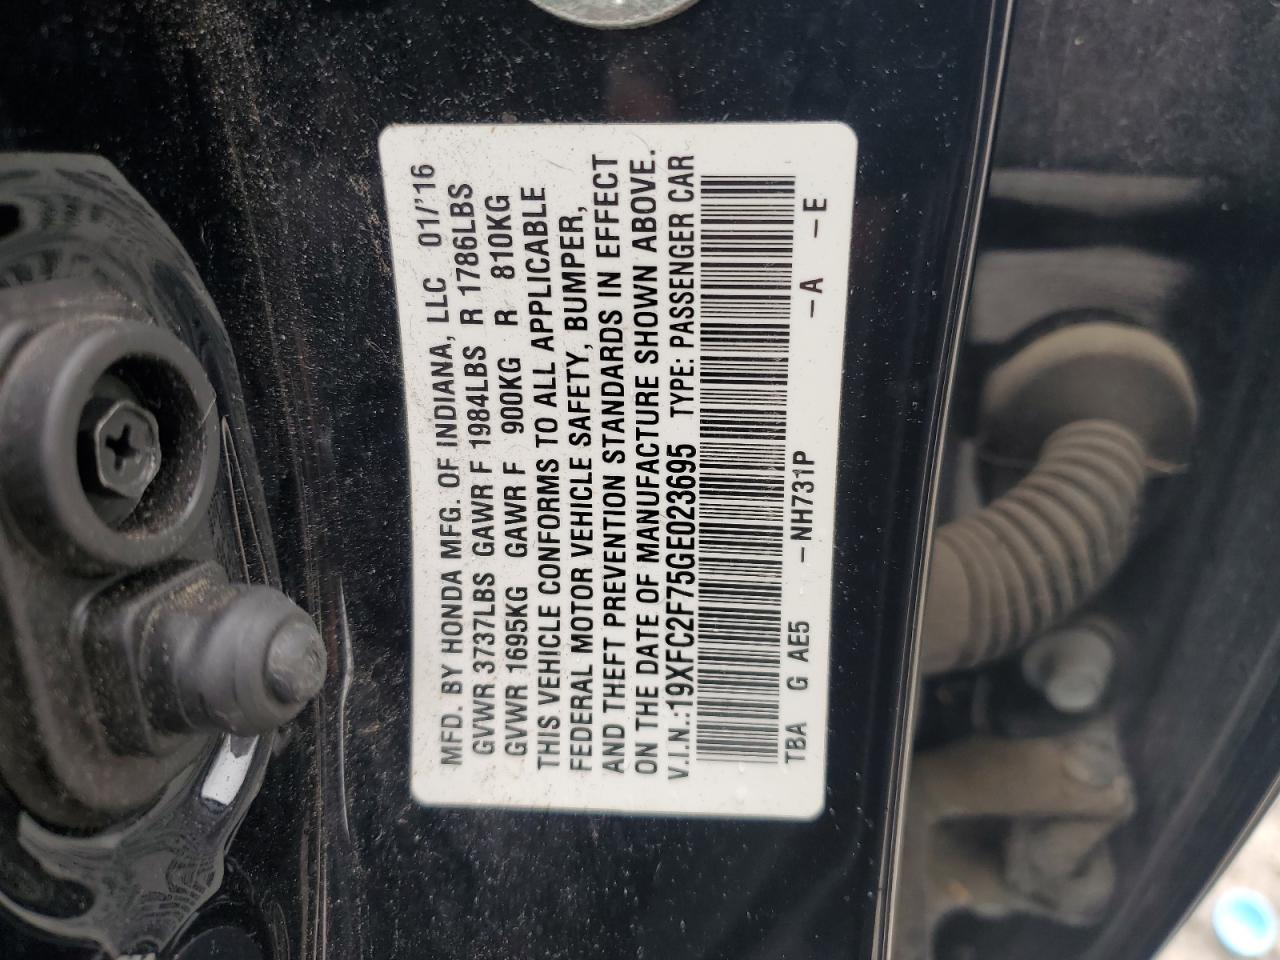 MFD. BY HONDA MFG. OF INDIANA, LLC 01/'16
GVWR 3737LBS GAWR F 1984LBS R 1786LBS
GVWR 1695KG GAWR F 900KG R 810KG
THIS VEHICLE CONFORMS TO ALL APPLICABLE
FEDERAL MOTOR VEHICLE SAFETY, BUMPER,
AND THEFT PREVENTION STANDARDS IN EFFECT
ON THE DATE OF MANUFACTURE SHOWN ABOVE.
V.I.N.:19XFC2F75GE023695 TYPE: PASSENGER CAR
TBA G AE5 -NH731P -A -E